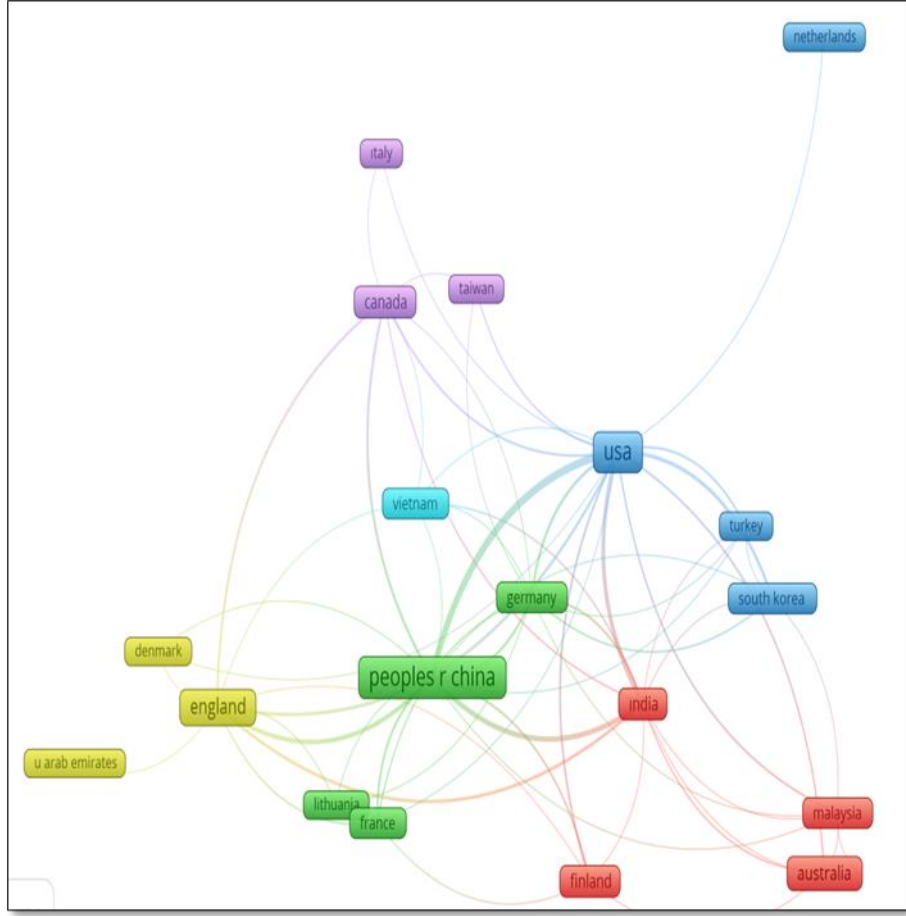 netherlands
italy
taiwan
canada
usa
vietnam
turkey
germany
south korea
denmark
peoples r china
india
england
u arab emirates
lithuania
france
malaysia
australia
finland